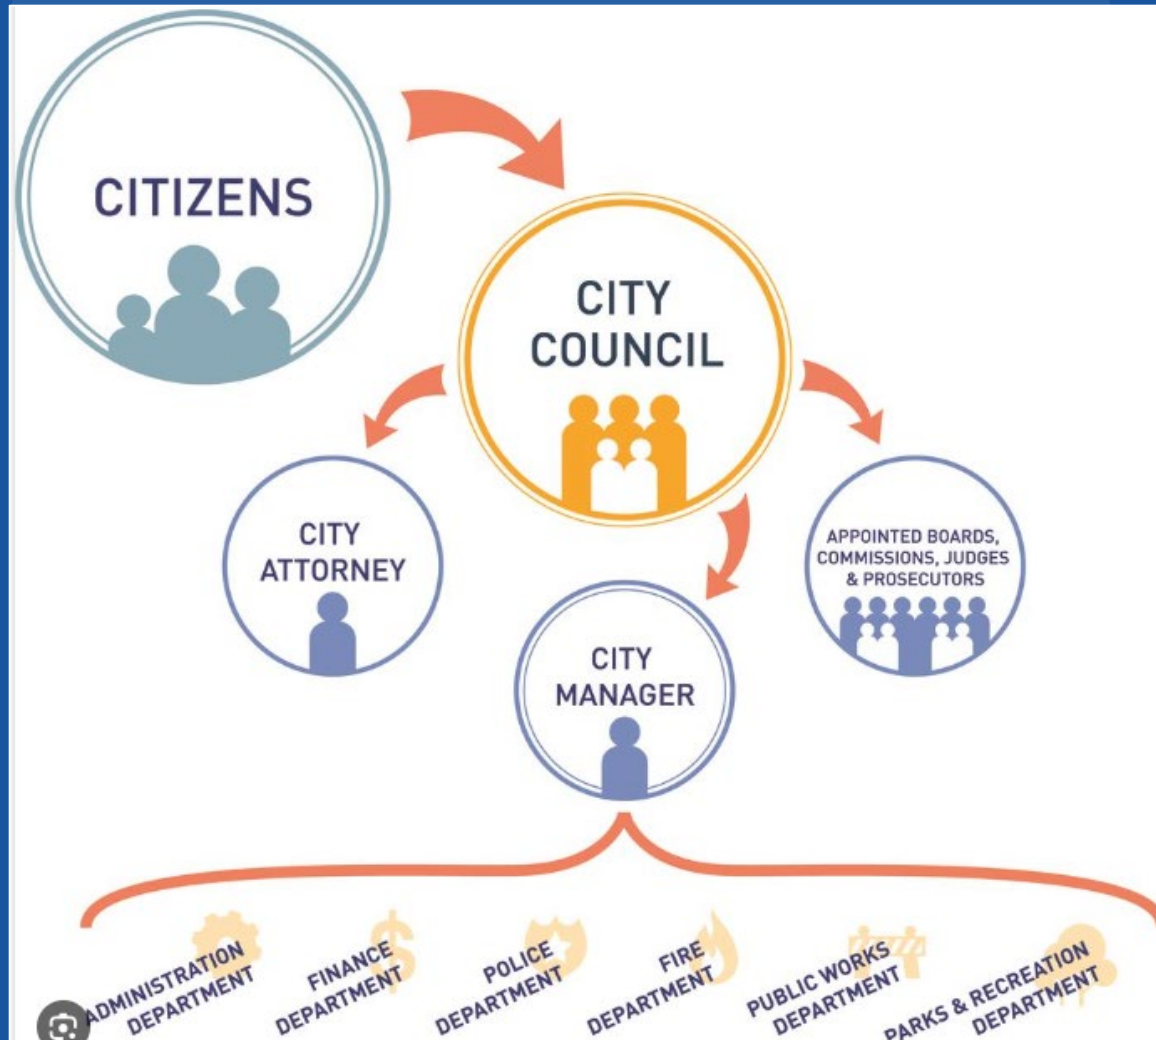 CITIZENS
CITY
COUNCIL
CITY
ATTORNEY
APPOINTED BOARDS,
COMMISSIONS, JUDGES
& PROSECUTORS
CITY
MANAGER
ADMINISTRATION
DEPARTMENT
FINANCE
DEPARTMENT
POLICE
DEPARTMENT
FIRE
DEPARTMENT
PUBLIC WORKS
DEPARTMENT
PARKS & RECREATION
DEPARTMENT